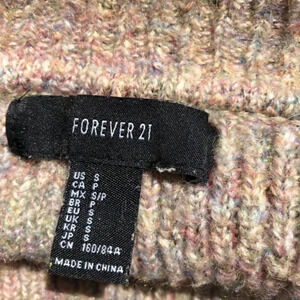 FOREVER 21
US S
CA P
MX S/P
BR P
EU S
UK S
KR S
JP S
CN 160/84A
MADE IN CHINA